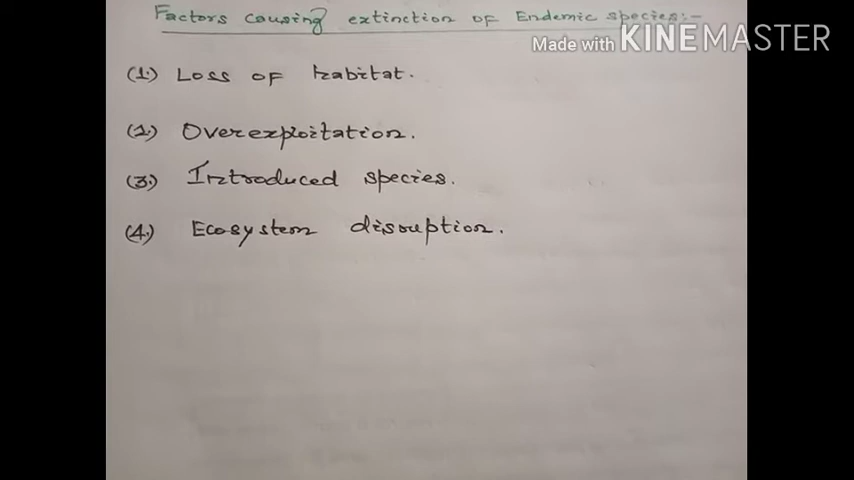 Factors causing extinction of Endemic species:-
Made with KINEMASTER
(1.) Loss of habitat.
(2.) Overexploitation.
(3.) Introduced species.
(4.) Ecosystem disruption.